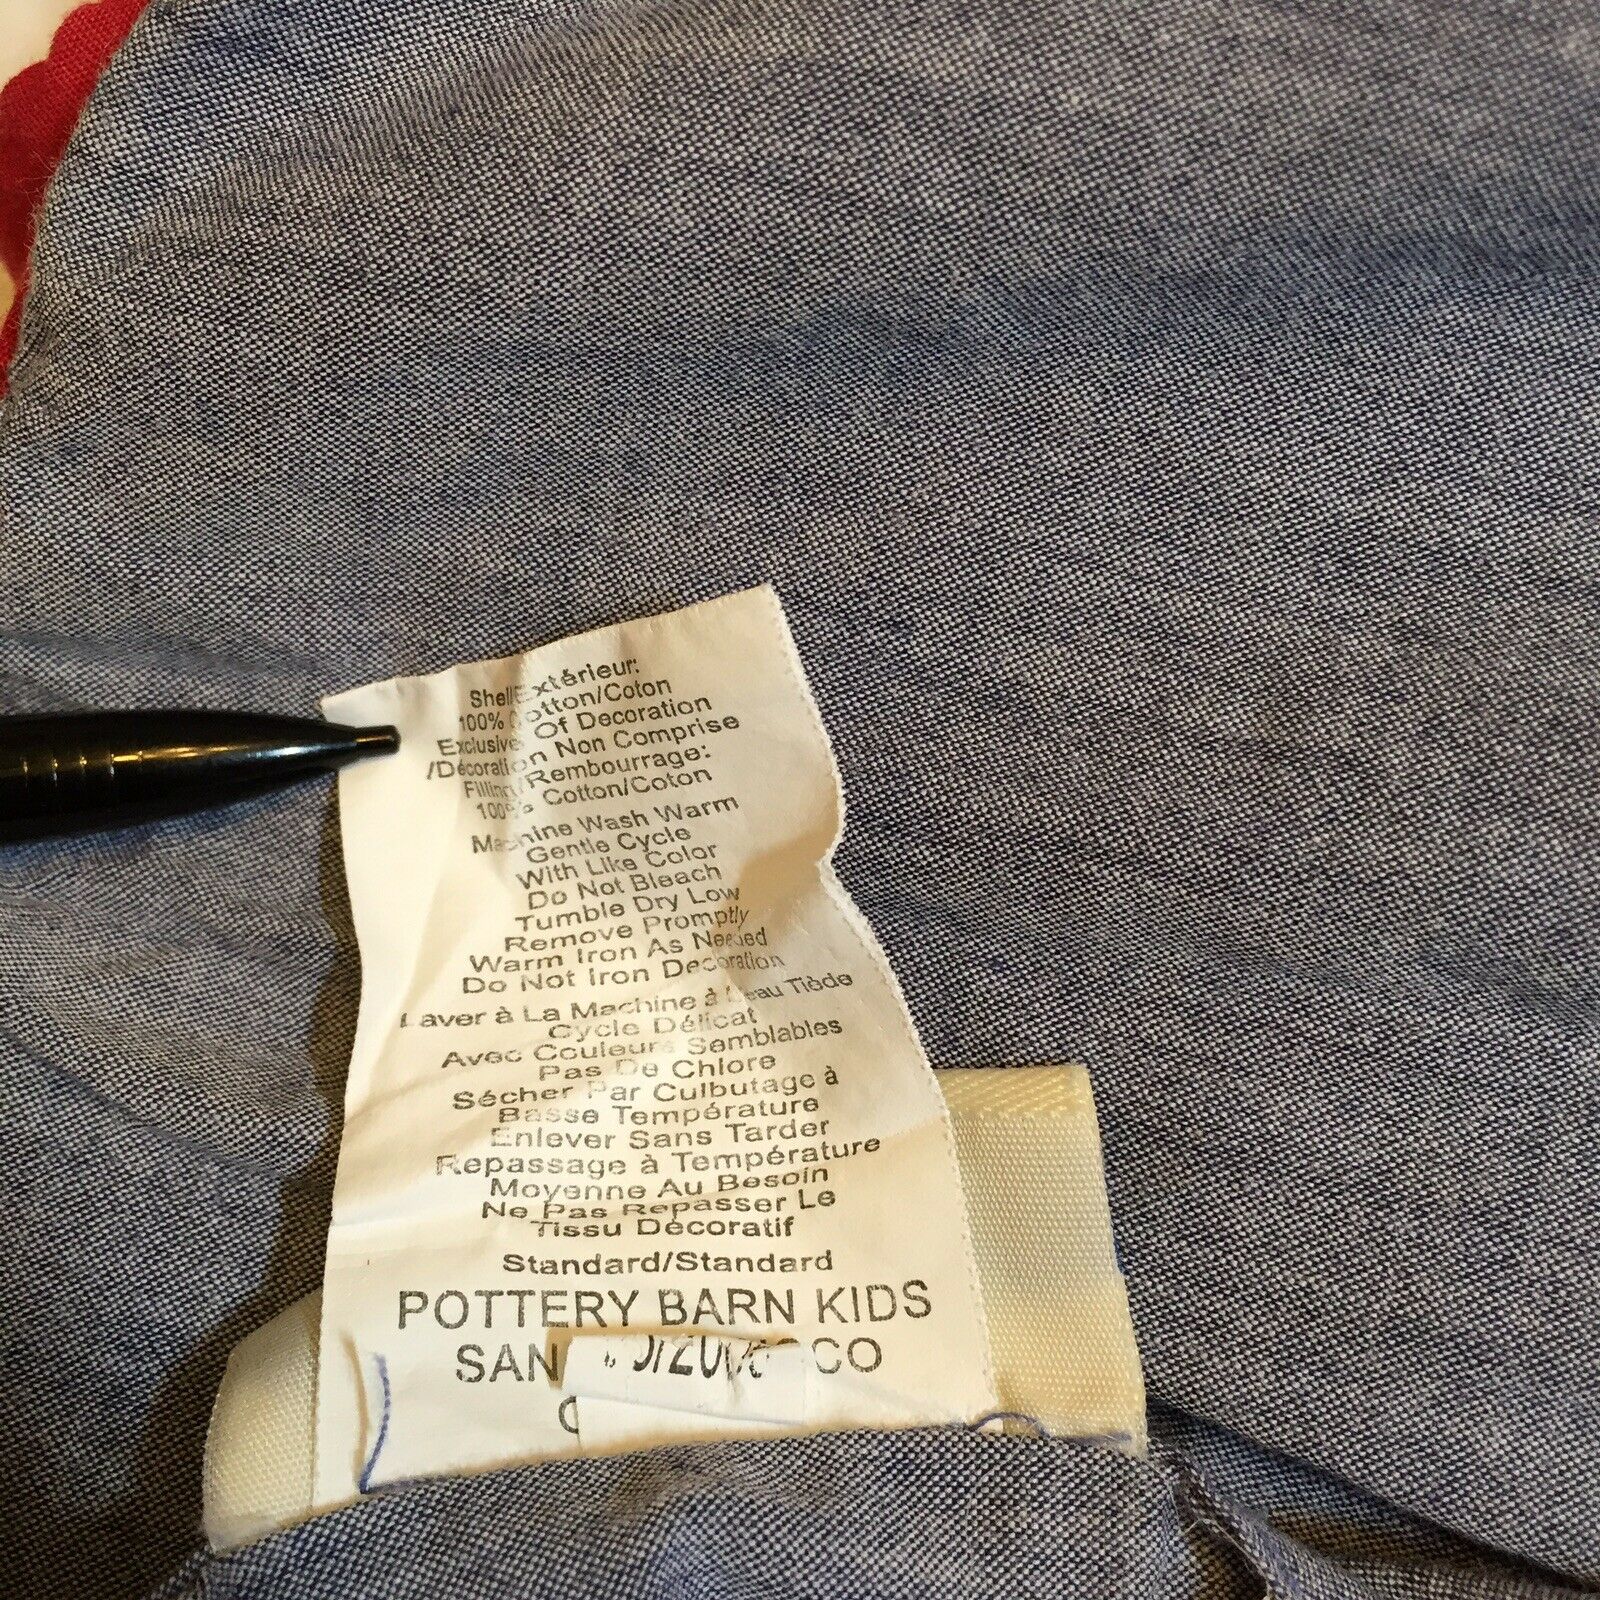 Shell/Extérieur:
100% Cotton/Coton
Exclusive Of Decoration
/Décoration Non Comprise
Filling/Rembourrage:
100% Cotton/Coton
Machine Wash Warm
Gentle Cycle
With Like Color
Do Not Bleach
Tumble Dry Low
Remove Promptly
Warm Iron As Needed
Do Not Iron Decoration
Laver à La Machine à Leau Tiède
Cycle Délicat
Avec Couleurs Semblables
Pas De Chlore
Sécher Par Culbutage à
Basse Température
Enlever Sans Tarder
Repassage à Température
Moyenne Au Besoin
Ne Pas Repasser Le
Tissu Décoratif
Standard/Standard
POTTERY BARN KIDS
SAN CO